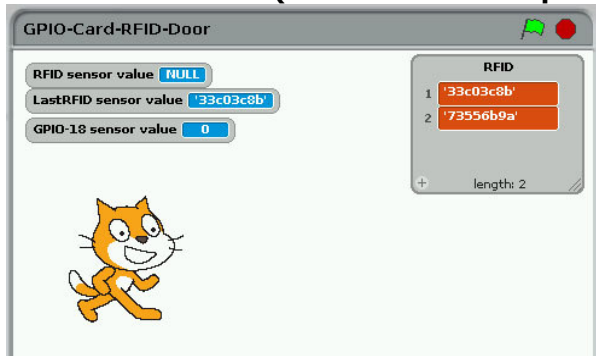 GPIO-Card-RFID-Door
RFID sensor value NULL
LastRFID sensor value '33c03c8b'
GPIO-18 sensor value 0
RFID
1 '33c03c8b'
2 '73556b9a'
+ length: 2